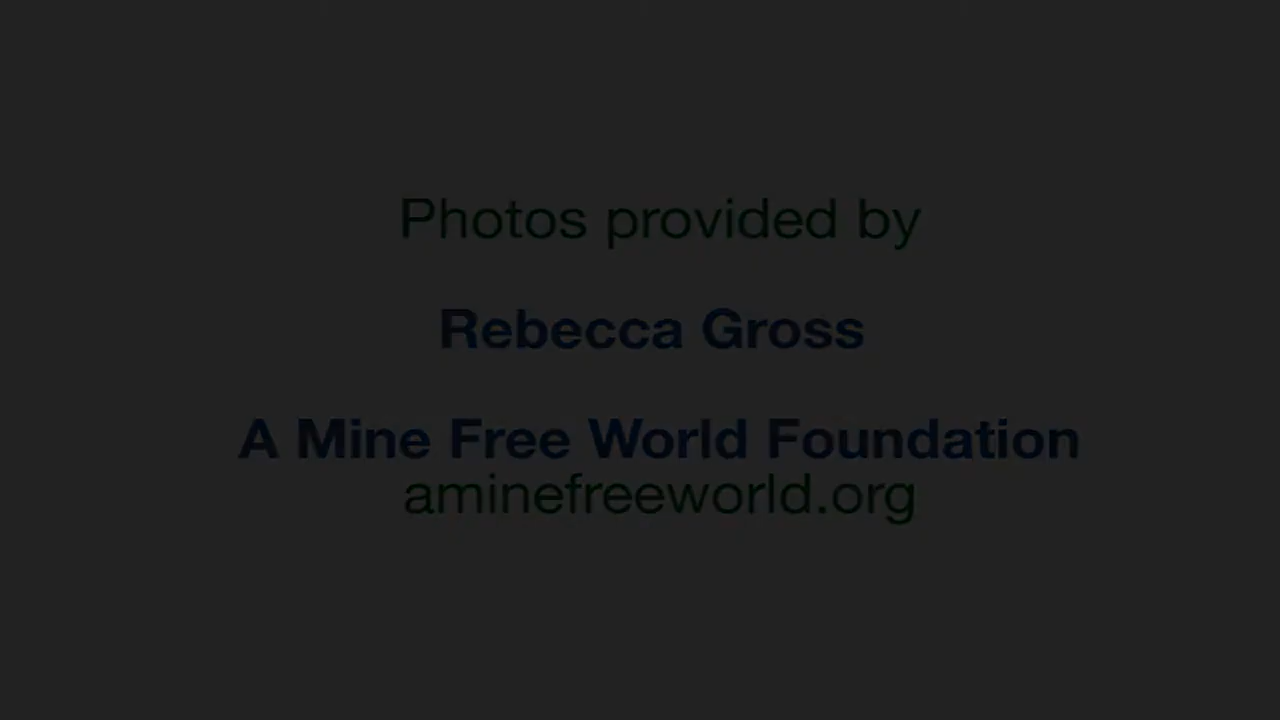 Photos provided by
Rebecca Gross
A Mine Free World Foundation
aminefreeworld.org